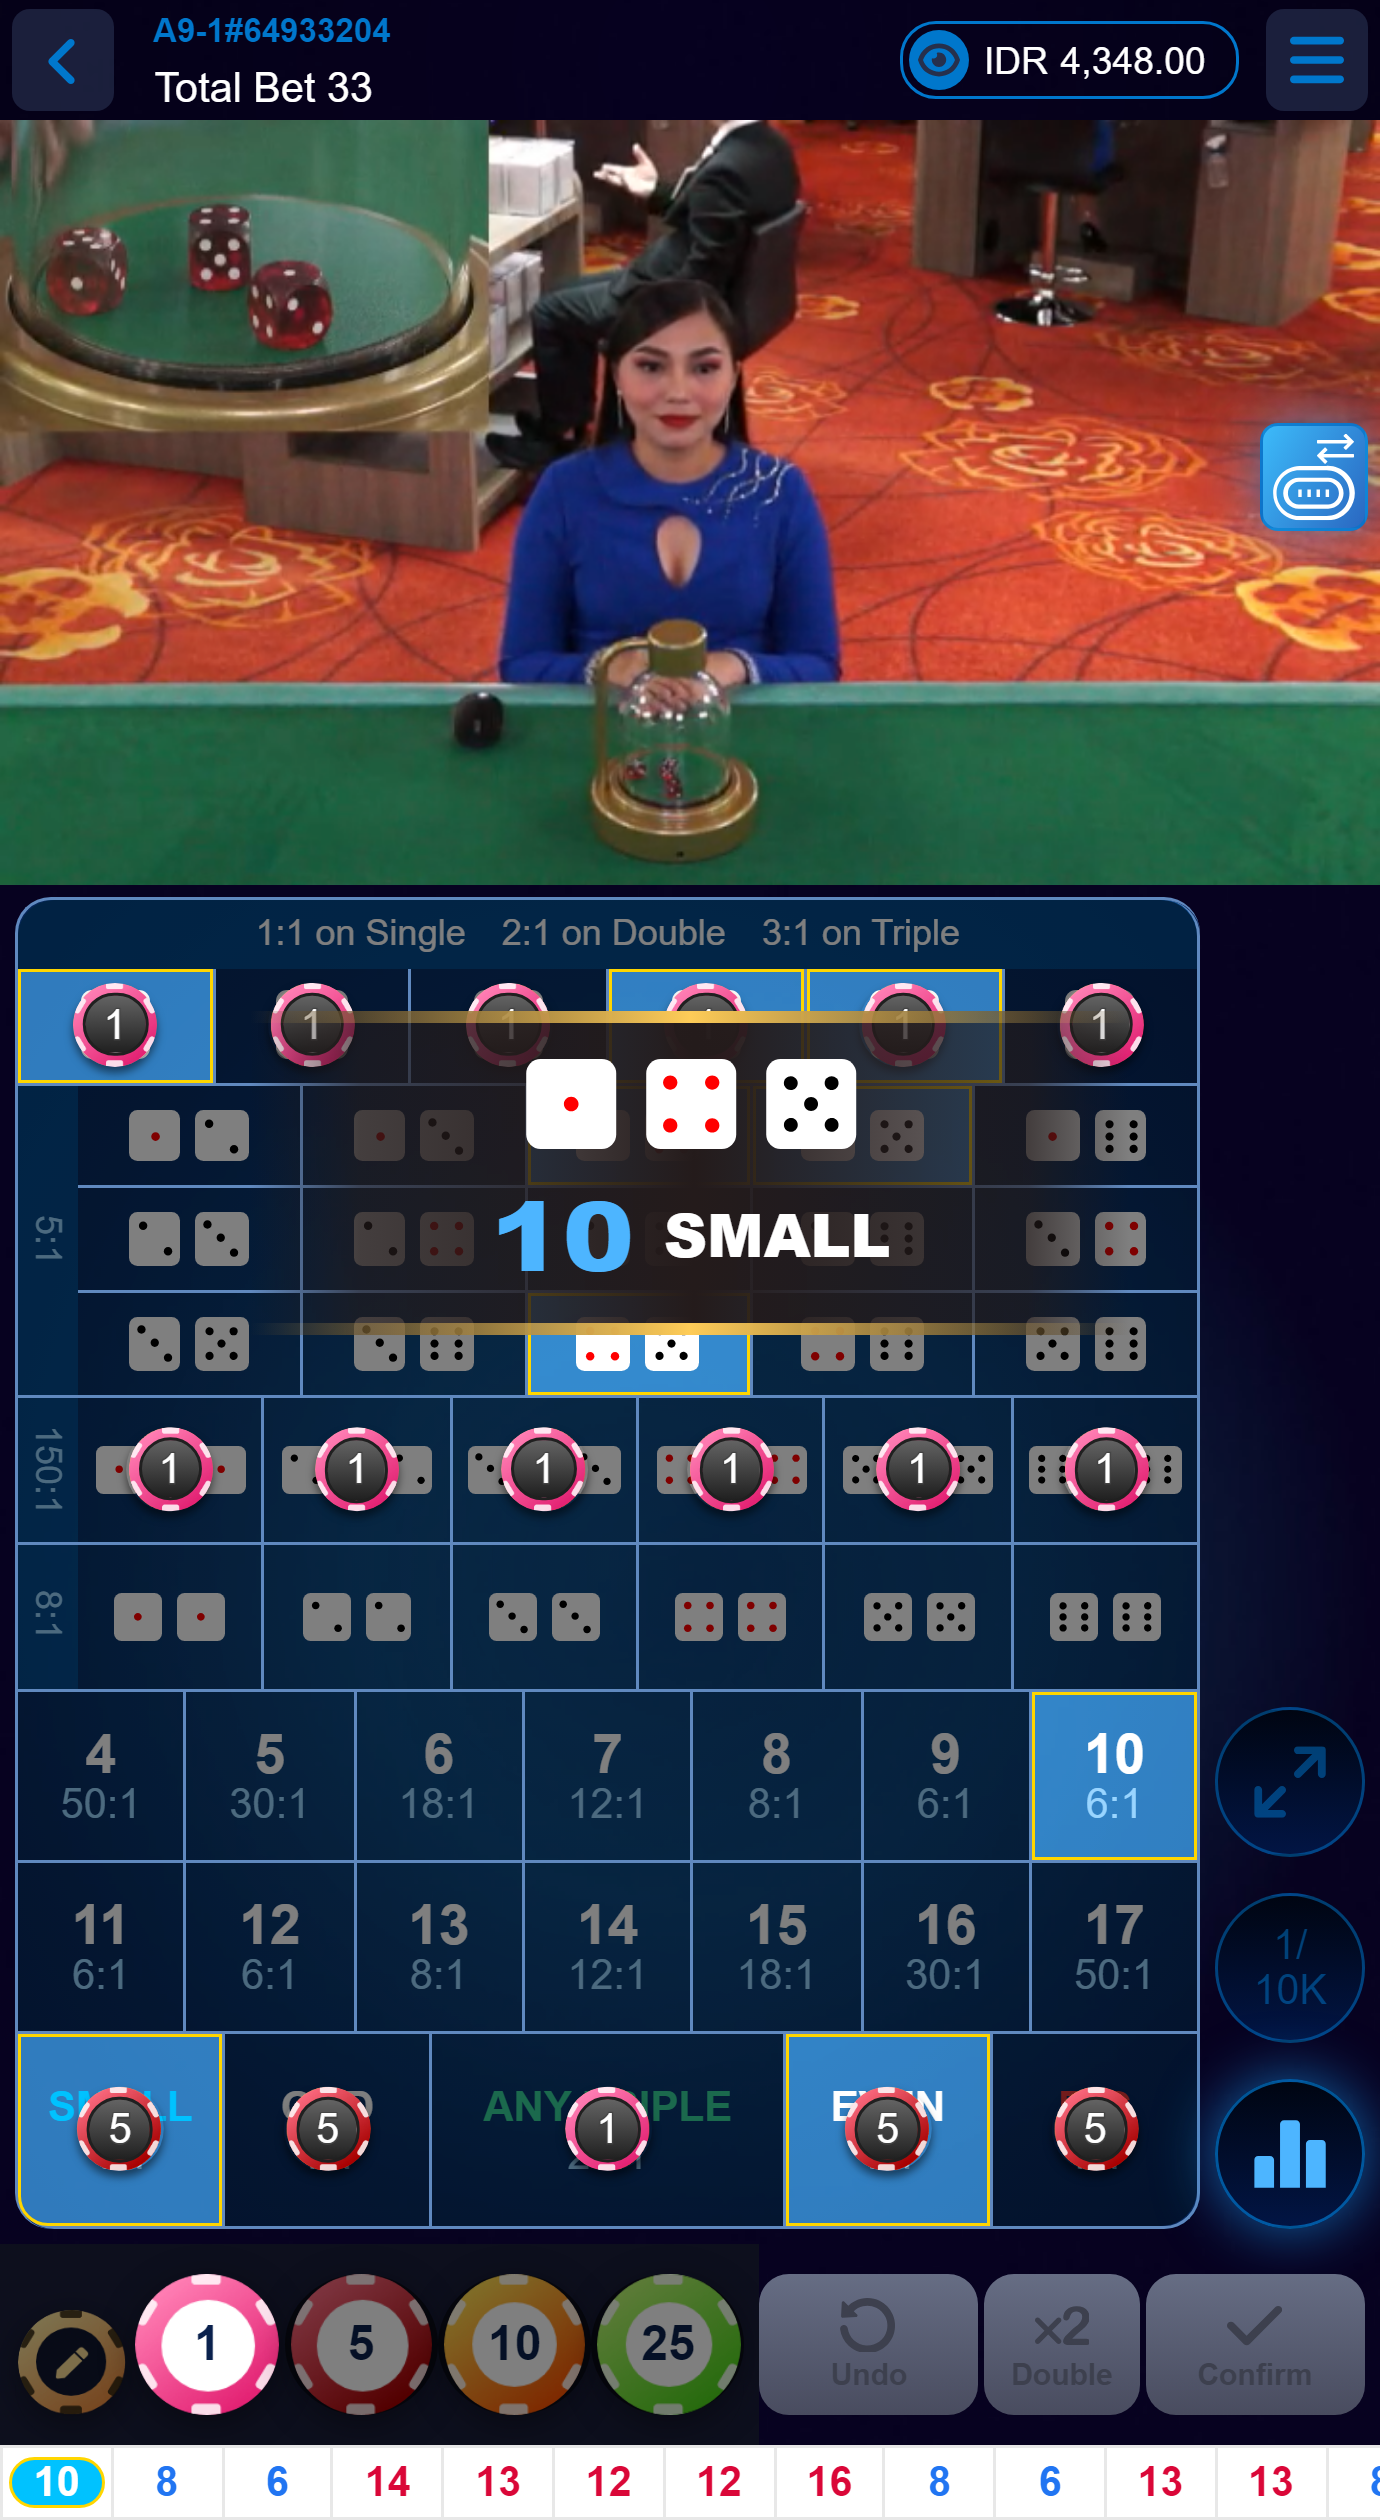 A9-1#64933204
Total Bet 33
IDR 4,348.00
1:1 on Single 2:1 on Double 3:1 on Triple
1 1 1 1 1 1
10 SMALL
5:1
150:1
1 1 1 1 1 1
8:1
4 5 6 7 8 9 10
50:1 30:1 18:1 12:1 8:1 6:1 6:1
11 12 13 14 15 16 17
6:1 6:1 8:1 12:1 18:1 30:1 50:1
1/
10K
5 5 1 5 5
1 5 10 25
x2
Undo Double Confirm
10 8 6 14 13 12 12 16 8 6 13 13